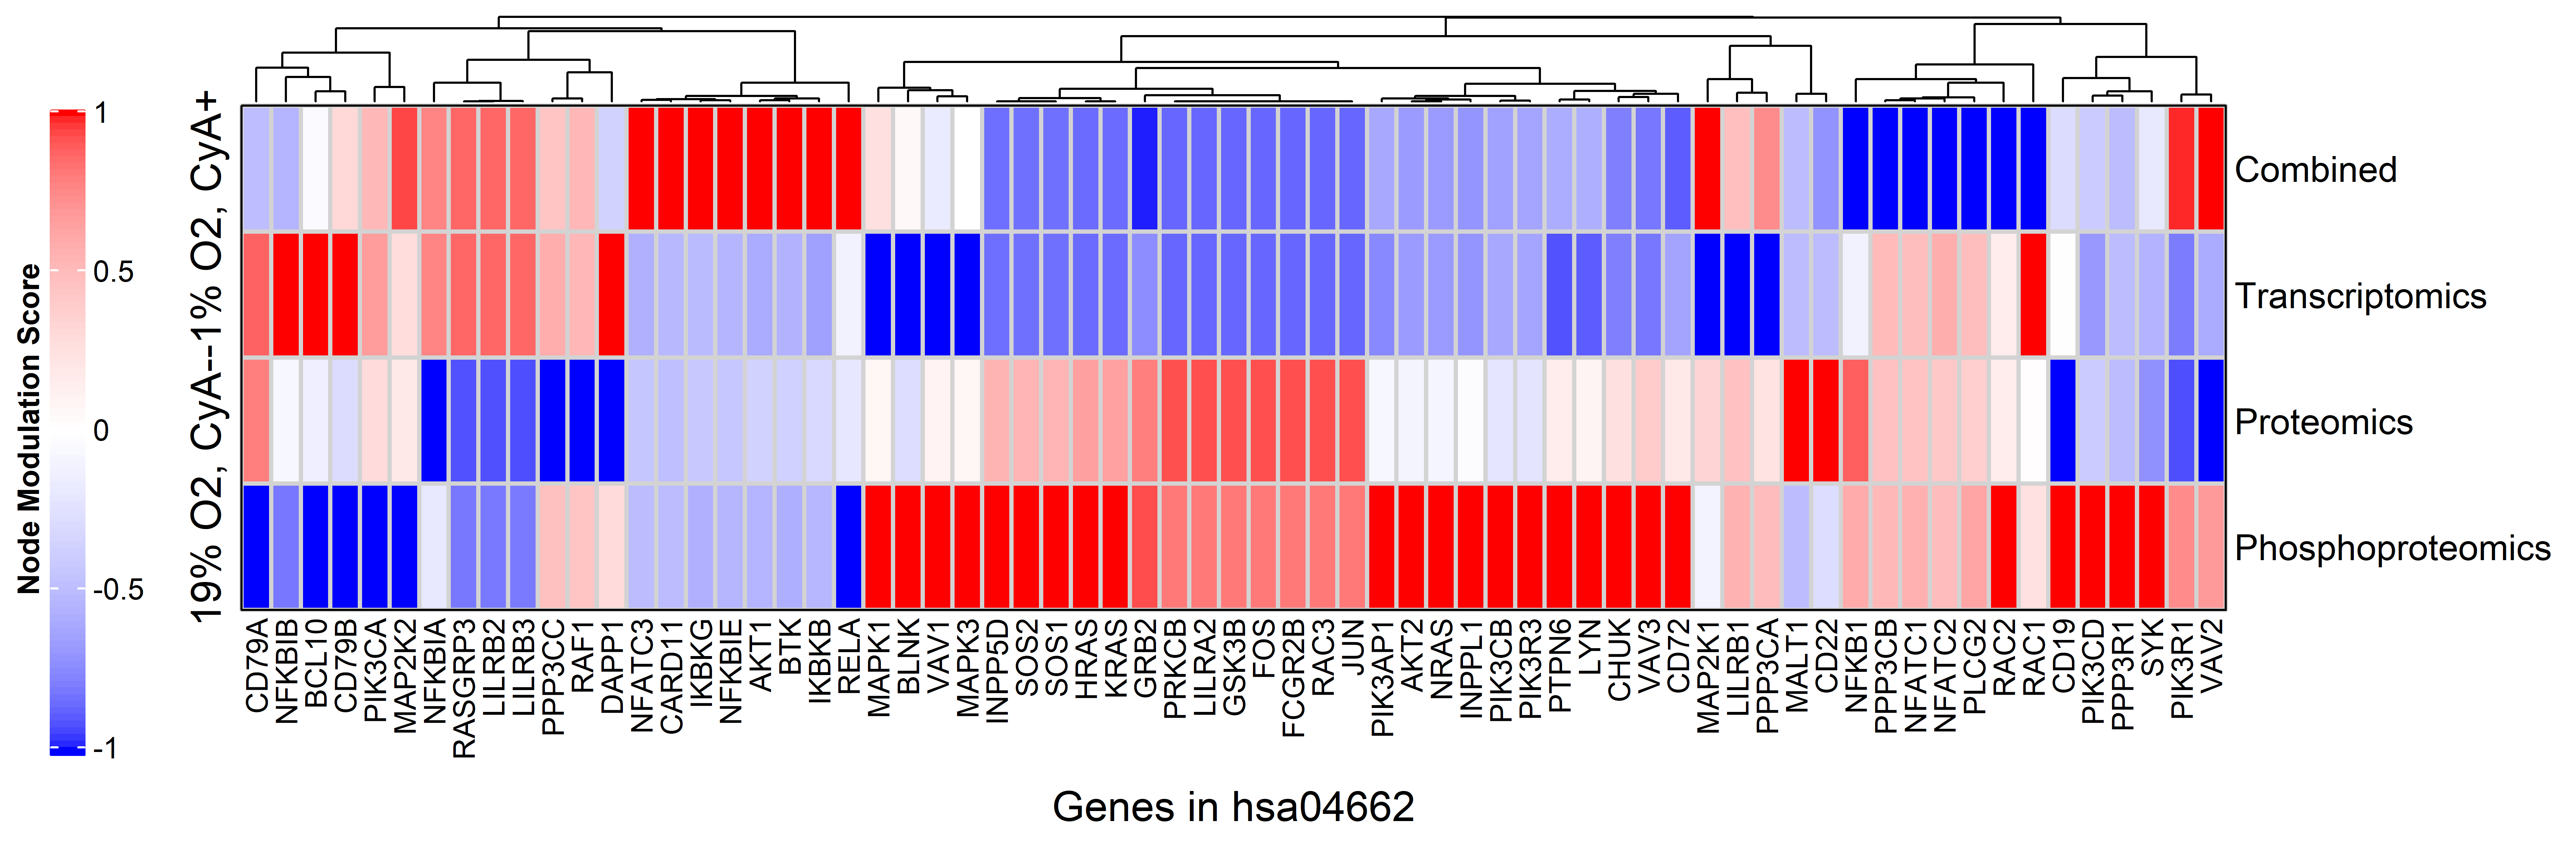 Node Modulation Score
1
0.5
0
-0.5
-1
19% O2, CyA--1% O2, CyA+
Combined
Transcriptomics
Proteomics
Phosphoproteomics
CD79A
NFKBIB
BCL10
CD79B
PIK3CA
MAP2K2
NFKBIA
RASGRP3
LILRB2
LILRB3
PPP3CC
RAF1
DAPP1
NFATC3
CARD11
IKBKG
NFKBIE
AKT1
BTK
IKBKB
RELA
MAPK1
BLNK
VAV1
MAPK3
INPP5D
SOS2
SOS1
HRAS
KRAS
GRB2
PRKCB
LILRA2
GSK3B
FOS
FCGR2B
RAC3
JUN
PIK3AP1
AKT2
NRAS
INPPL1
PIK3CB
PIK3R3
PTPN6
LYN
CHUK
VAV3
CD72
MAP2K1
LILRB1
PPP3CA
MALT1
CD22
NFKB1
PPP3CB
NFATC1
NFATC2
PLCG2
RAC2
RAC1
CD19
PIK3CD
PPP3R1
SYK
PIK3R1
VAV2
Genes in hsa04662